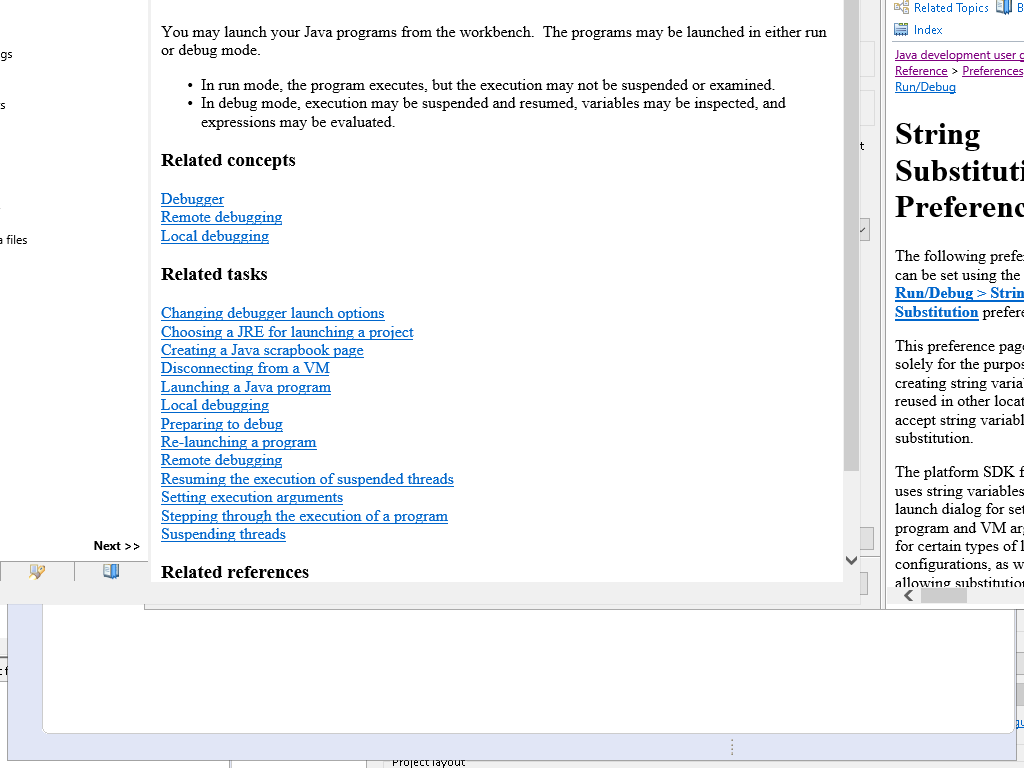 gs
s
a files
Next >>
You may launch your Java programs from the workbench.  The programs may be launched in either run
or debug mode.
• In run mode, the program executes, but the execution may not be suspended or examined.
• In debug mode, execution may be suspended and resumed, variables may be inspected, and
expressions may be evaluated.
Related concepts
Debugger
Remote debugging
Local debugging
Related tasks
Changing debugger launch options
Choosing a JRE for launching a project
Creating a Java scrapbook page
Disconnecting from a VM
Launching a Java program
Local debugging
Preparing to debug
Re-launching a program
Remote debugging
Resuming the execution of suspended threads
Setting execution arguments
Stepping through the execution of a program
Suspending threads
Related references
t
Related Topics B
Index
Java development user g
Reference > Preferences
Run/Debug
String
Substituti
Preferenc
The following prefe
can be set using the
Run/Debug > Strin
Substitution prefere
This preference page
solely for the purpos
creating string varia
reused in other locat
accept string variabl
substitution.
The platform SDK f
uses string variables
launch dialog for set
program and VM arg
for certain types of l
configurations, as w
allowing substitution
Project layout